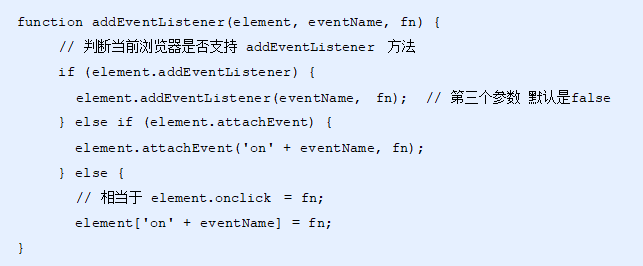 function addEventListener(element, eventName, fn) {
// 判断当前浏览器是否支持 addEventListener 方法
if (element.addEventListener) {
element.addEventListener(eventName, fn); // 第三个参数 默认是false
} else if (element.attachEvent) {
element.attachEvent('on' + eventName, fn);
} else {
// 相当于 element.onclick = fn;
element['on' + eventName] = fn;
}